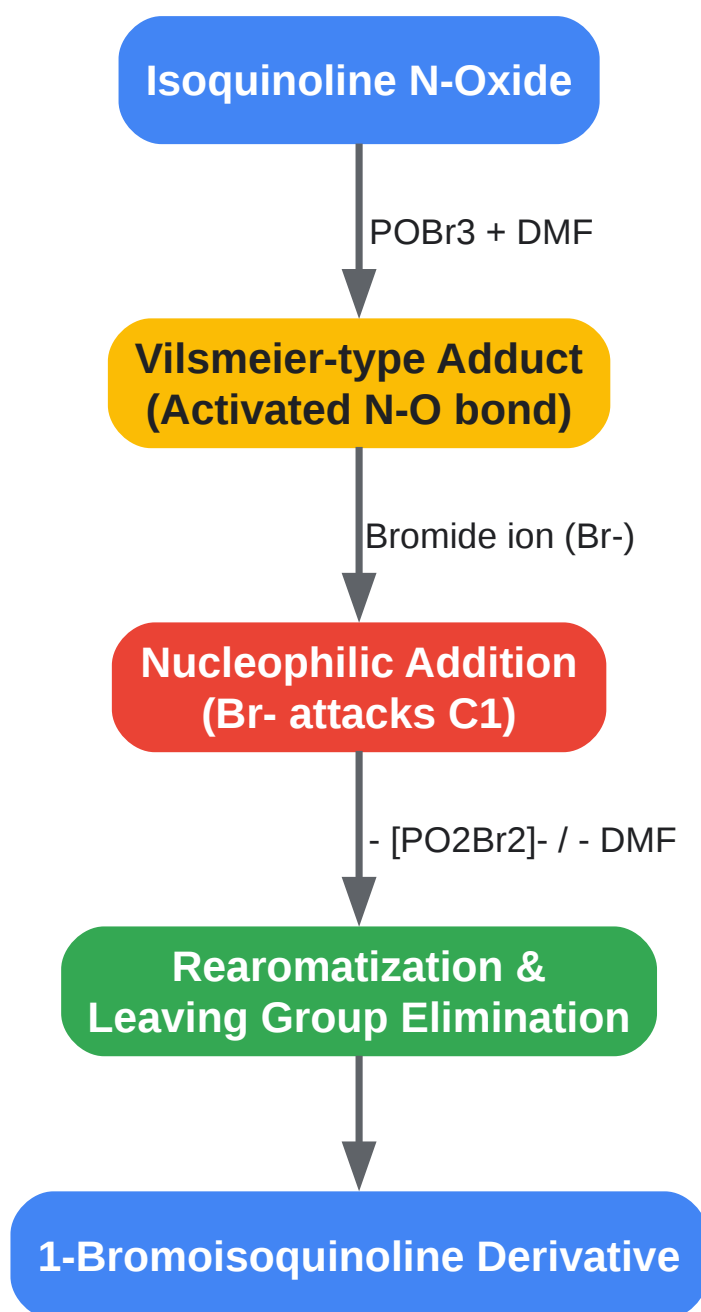 Isoquinoline N-Oxide
POBr3 + DMF
Vilsmeier-type Adduct
(Activated N-O bond)
Bromide ion (Br-)
Nucleophilic Addition
(Br- attacks C1)
- [PO2Br2]- / - DMF
Rearomatization &
Leaving Group Elimination
1-Bromoisoquinoline Derivative